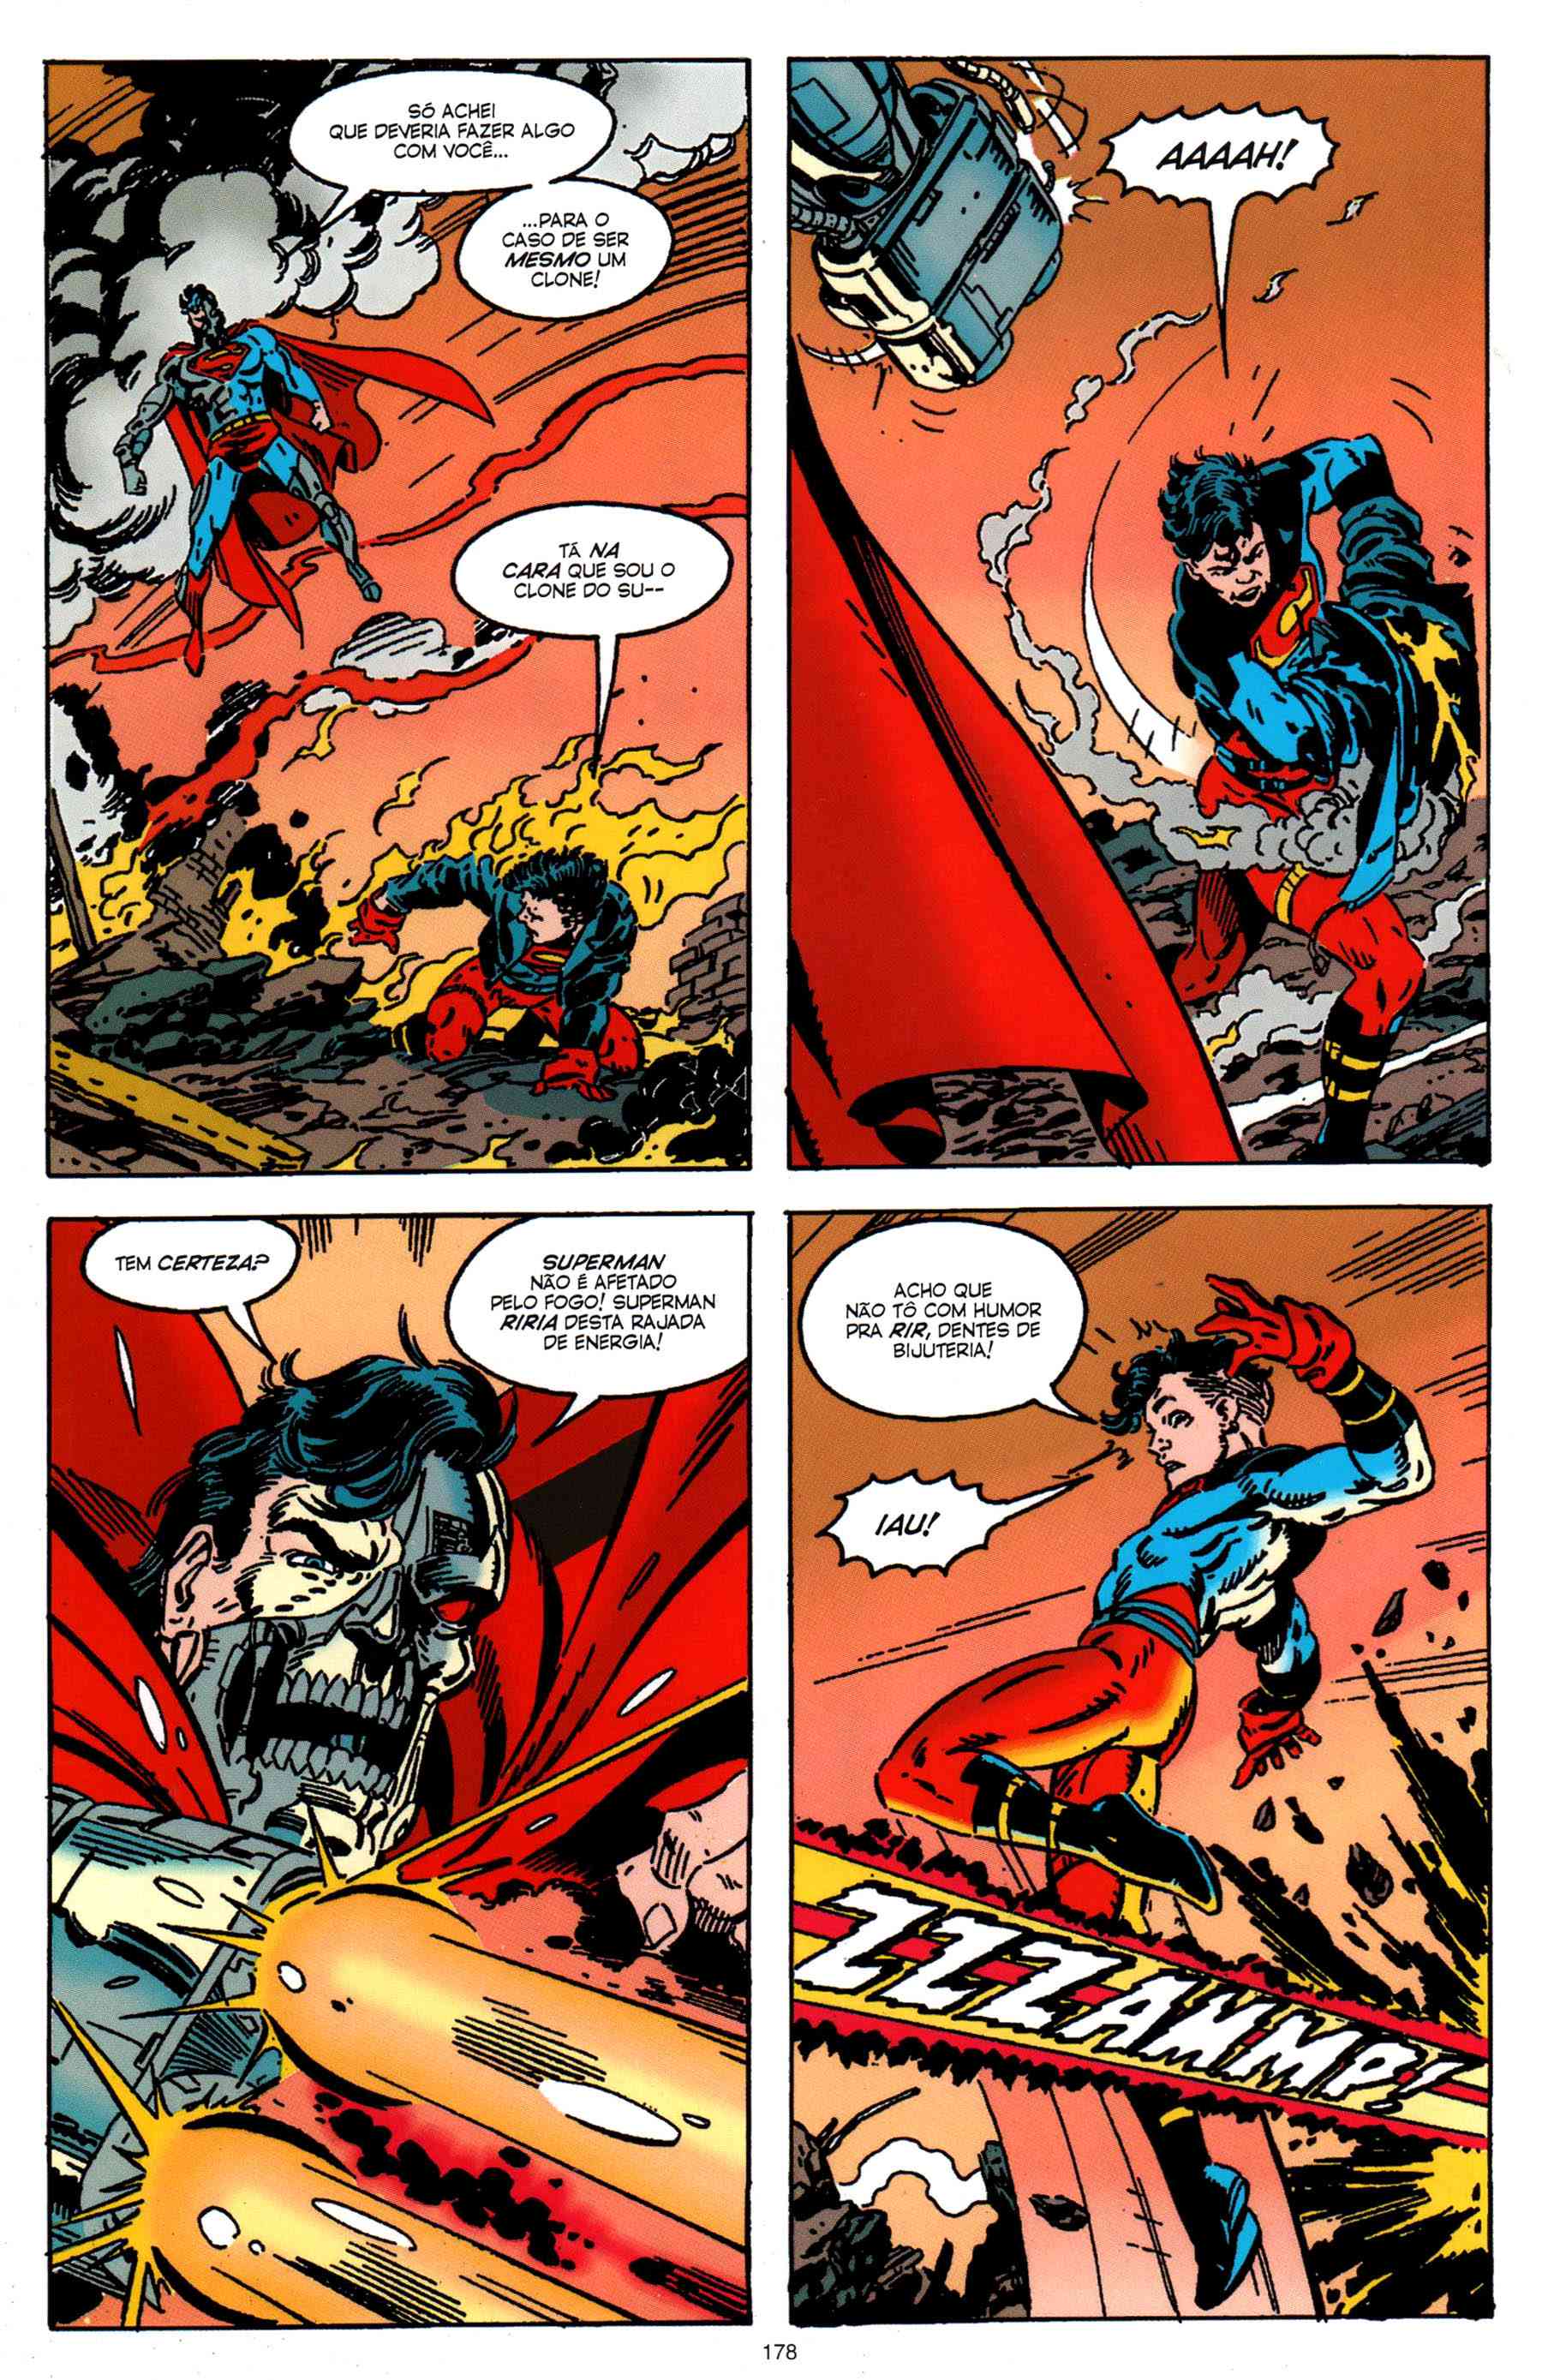 SÓ ACHEI
QUE DEVERIA FAZER ALGO
COM VOCÊ...
...PARA O
CASO DE SER
MESMO UM
CLONE!
TÁ NA
CARA QUE SOU O
CLONE DO SU--
AAAAH!
TEM CERTEZA?
SUPERMAN
NÃO É AFETADO
PELO FOGO! SUPERMAN
RIRIA DESTA RAJADA
DE ENERGIA!
ACHO QUE
NÃO TÔ COM HUMOR
PRA RIR, DENTES DE
BIJUTERIA!
IAU!
ZZZZAMMP!
178